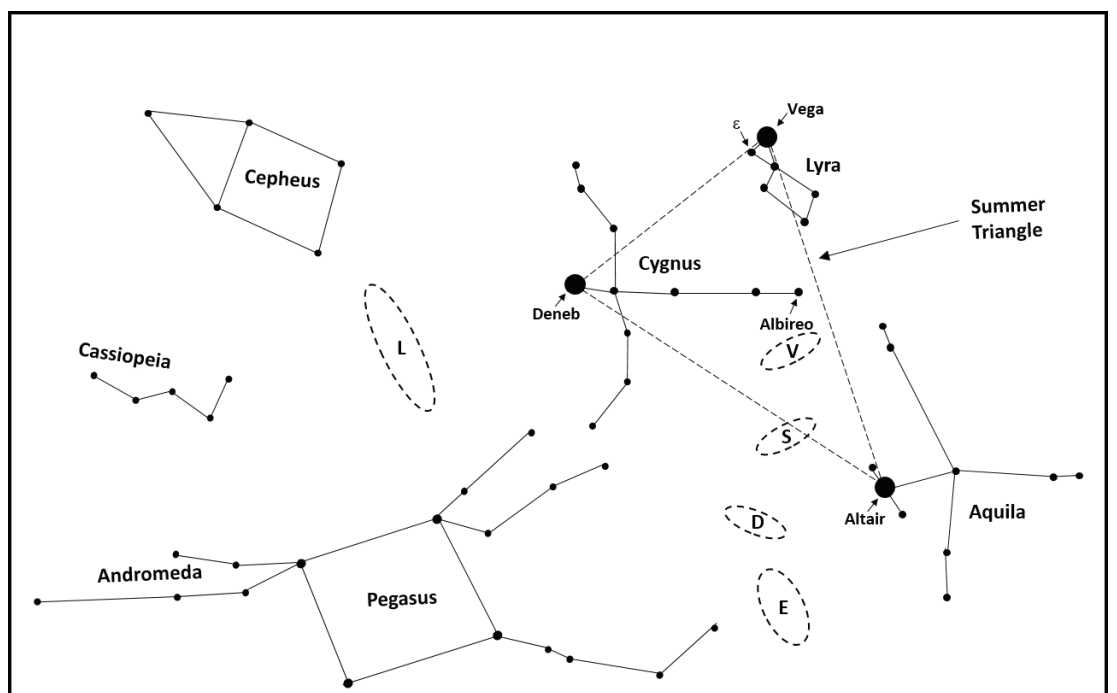 Vega
ε
Lyra
Cepheus
Summer
Triangle
Cygnus
Deneb
Albireo
L
V
Cassiopeia
S
Altair
Aquila
D
Andromeda
Pegasus
E